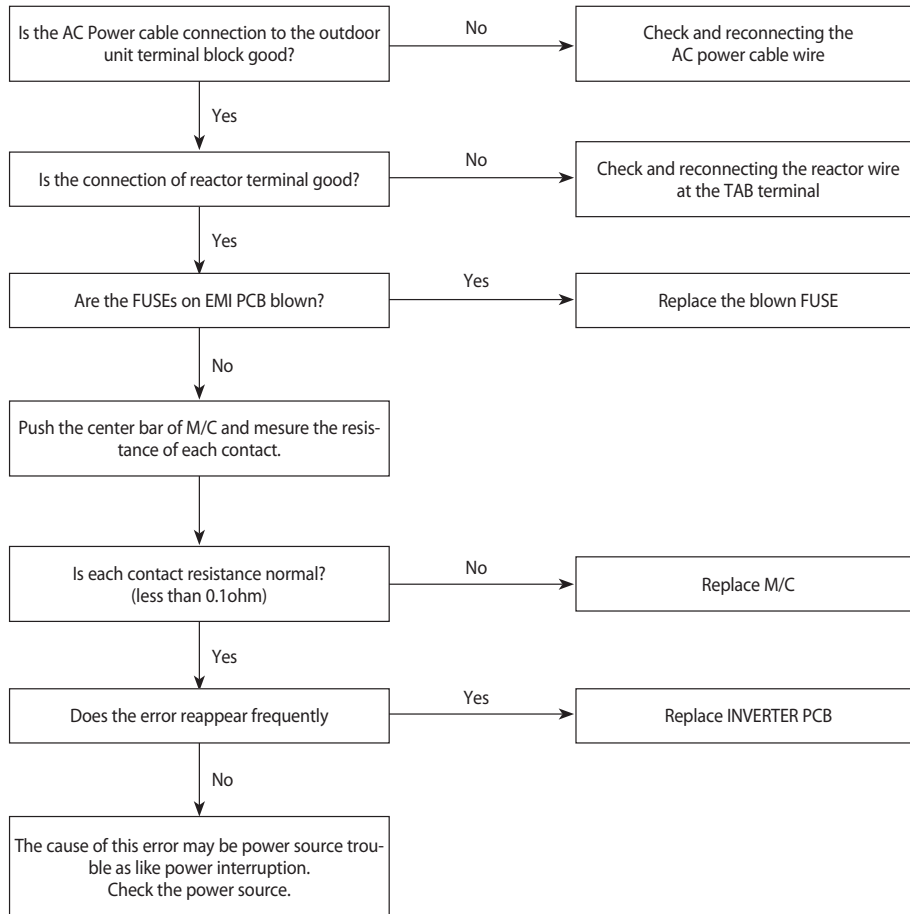 Is the AC Power cable connection to the outdoor
unit terminal block good?
No
Check and reconnecting the
AC power cable wire
Yes
Is the connection of reactor terminal good?
No
Check and reconnecting the reactor wire
at the TAB terminal
Yes
Are the FUSEs on EMI PCB blown?
Yes
Replace the blown FUSE
No
Push the center bar of M/C and mesure the resis-
tance of each contact.
Is each contact resistance normal?
(less than 0.1ohm)
No
Replace M/C
Yes
Does the error reappear frequently
Yes
Replace INVERTER PCB
No
The cause of this error may be power source trou-
ble as like power interruption.
Check the power source.